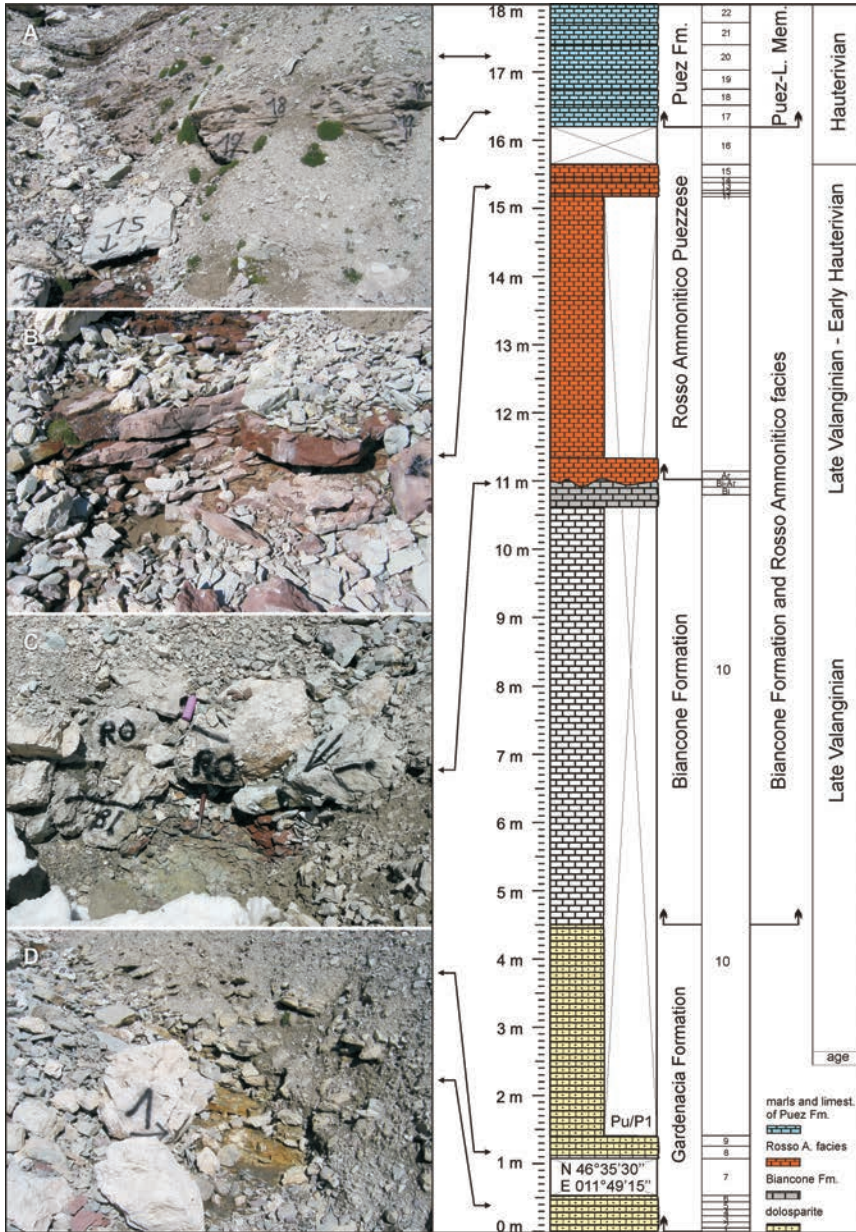 A
17
18
19
15
15
B
C
RO
RO
BI
D
1
18 m
17 m
16 m
15 m
14 m
13 m
12 m
11 m
10 m
9 m
8 m
7 m
6 m
5 m
4 m
3 m
2 m
1 m
0 m
Pu/P1
N 46°35'30"
E 011°49'15"
Puez Fm.
Rosso Ammonitico Puezzese
Biancone Formation
Gardenacia Formation
22
21
20
19
18
17
16
15
Ar
Bi-Ar
Bi
10
10
9
8
7
Puez-L. Mem.
Biancone Formation and Rosso Ammonitico facies
Hauterivian
Late Valanginian - Early Hauterivian
Late Valanginian
age
marls and limest.
of Puez Fm.
Rosso A. facies
Biancone Fm.
dolosparite